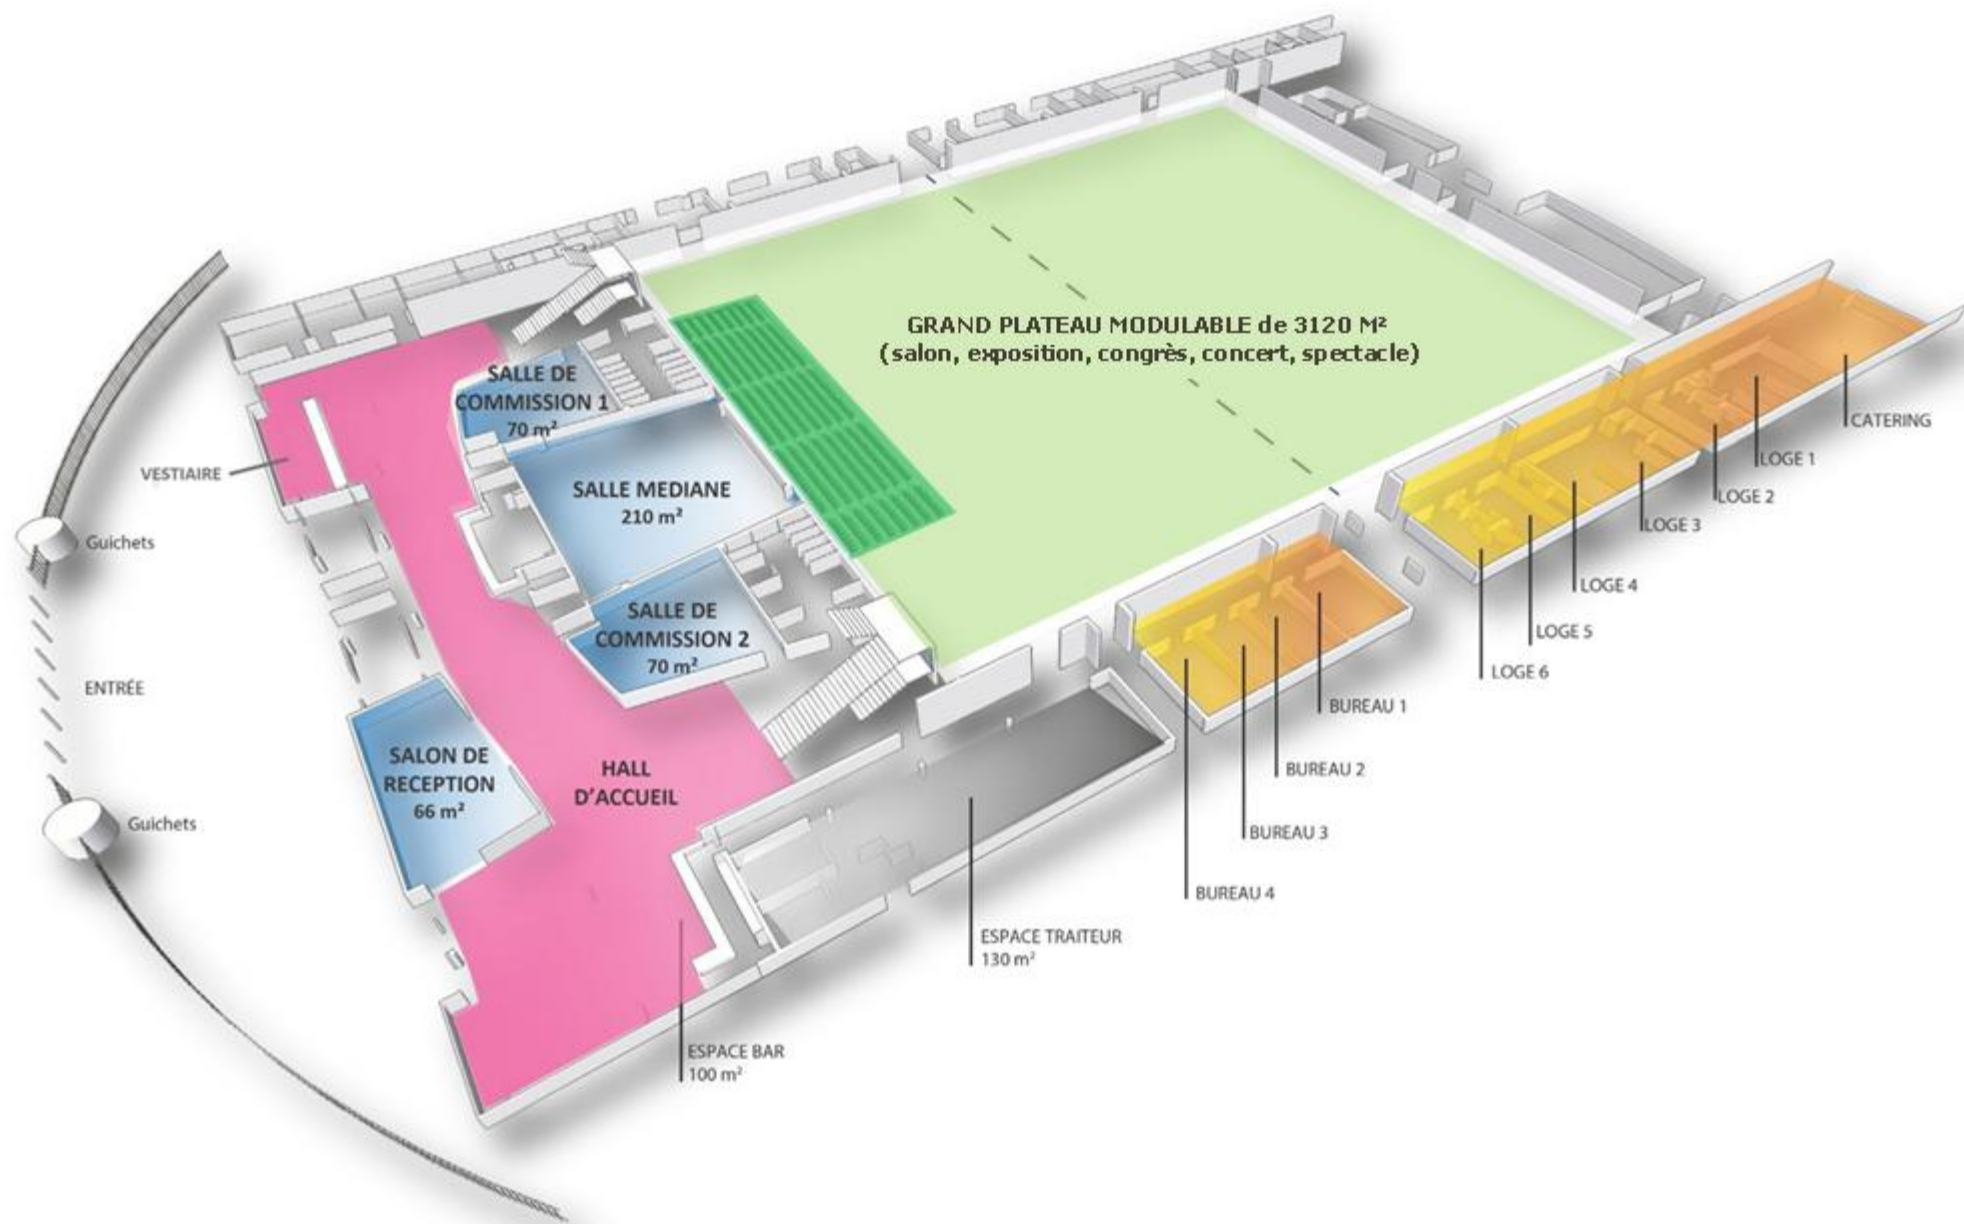 GRAND PLATEAU MODULABLE de 3120 M²
(salon, exposition, congrès, concert, spectacle)
SALLE DE
COMMISSION 1
70 m²
VESTIAIRE
SALLE MEDIANE
210 m²
Guichets
SALLE DE
COMMISSION 2
70 m²
ENTRÉE
SALON DE
RECEPTION
66 m²
HALL
D'ACCUEIL
Guichets
CATERING
LOGE 1
LOGE 2
LOGE 3
LOGE 4
LOGE 5
LOGE 6
BUREAU 1
BUREAU 2
BUREAU 3
BUREAU 4
ESPACE TRAITEUR
130 m²
ESPACE BAR
100 m²